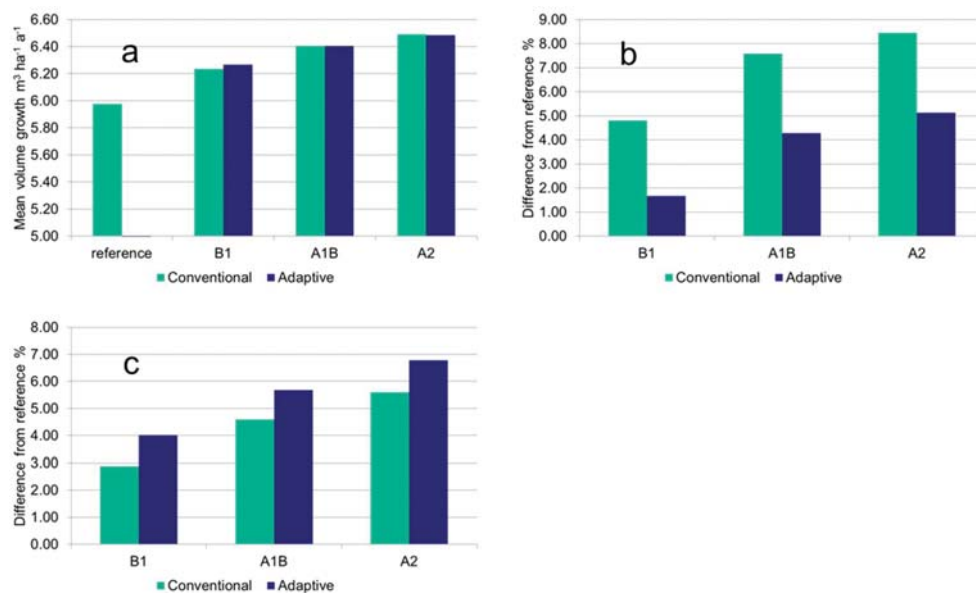 a
Mean volume growth m³ ha⁻¹ a⁻¹
6.60
6.40
6.20
6.00
5.80
5.60
5.40
5.20
5.00
reference B1 A1B A2
Conventional Adaptive
b
Difference from reference %
9.00
8.00
7.00
6.00
5.00
4.00
3.00
2.00
1.00
0.00
B1 A1B A2
Conventional Adaptive
c
Difference from reference %
8.00
7.00
6.00
5.00
4.00
3.00
2.00
1.00
0.00
B1 A1B A2
Conventional Adaptive